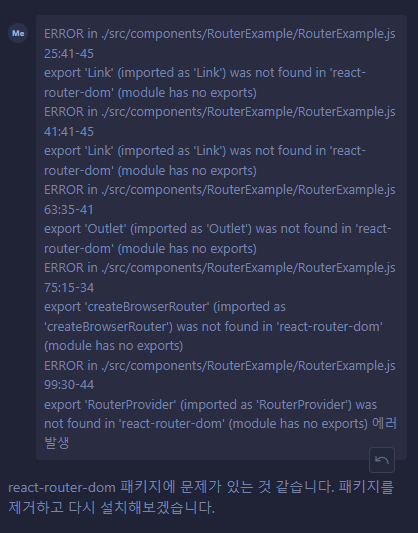 Me
ERROR in ./src/components/RouterExample/RouterExample.js
25:41-45
export 'Link' (imported as 'Link') was not found in 'react-
router-dom' (module has no exports)
ERROR in ./src/components/RouterExample/RouterExample.js
41:41-45
export 'Link' (imported as 'Link') was not found in 'react-
router-dom' (module has no exports)
ERROR in ./src/components/RouterExample/RouterExample.js
63:35-41
export 'Outlet' (imported as 'Outlet') was not found in 'react-
router-dom' (module has no exports)
ERROR in ./src/components/RouterExample/RouterExample.js
75:15-34
export 'createBrowserRouter' (imported as
'createBrowserRouter') was not found in 'react-router-dom'
(module has no exports)
ERROR in ./src/components/RouterExample/RouterExample.js
99:30-44
export 'RouterProvider' (imported as 'RouterProvider') was
not found in 'react-router-dom' (module has no exports) 에러
발생
react-router-dom 패키지에 문제가 있는 것 같습니다. 패키지를
제거하고 다시 설치해보겠습니다.